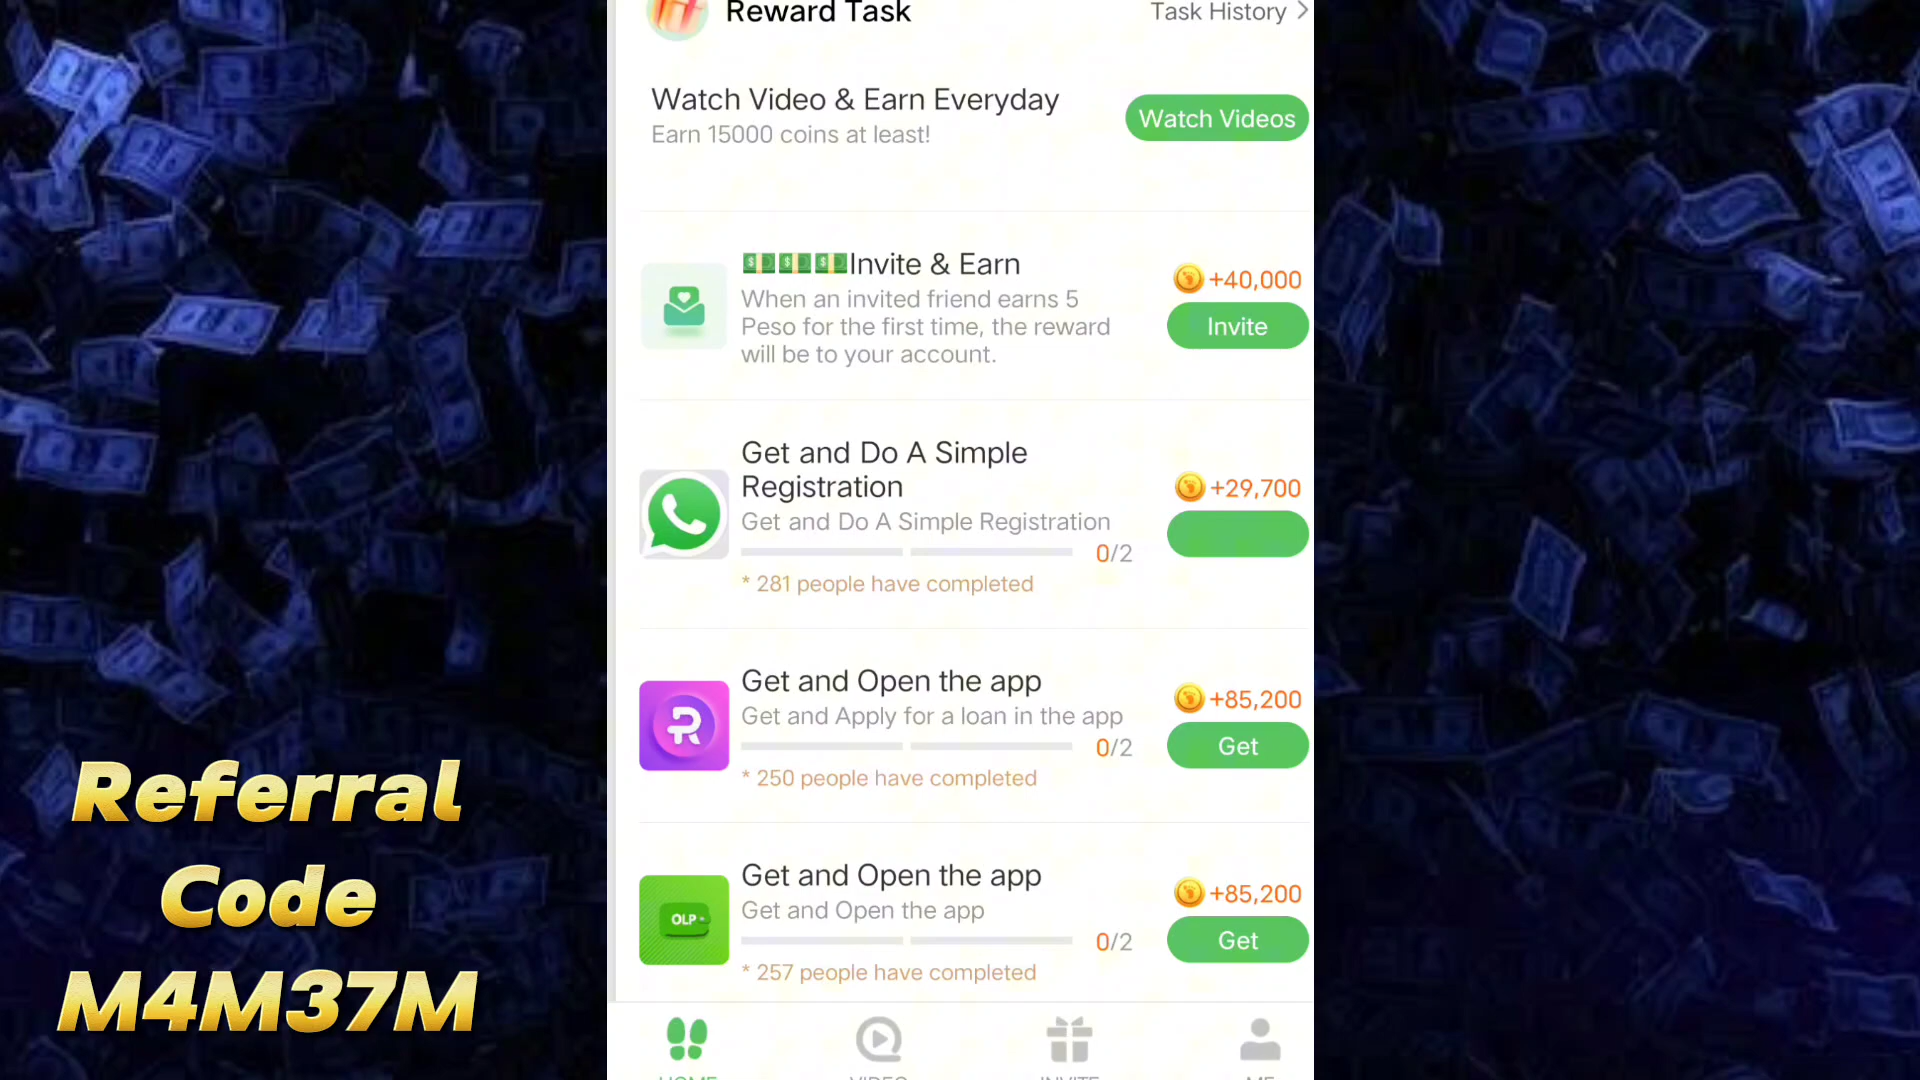 Reward Task
Task History >
Watch Video & Earn Everyday
Earn 15000 coins at least!
Watch Videos
Invite & Earn
When an invited friend earns 5
Peso for the first time, the reward
will be to your account.
+40,000
Invite
Get and Do A Simple
Registration
Get and Do A Simple Registration
0/2
* 281 people have completed
+29,700
Get and Open the app
Get and Apply for a loan in the app
0/2
* 250 people have completed
+85,200
Get
OLP
Get and Open the app
Get and Open the app
0/2
* 257 people have completed
+85,200
Get
HOME
VIDEO
INVITE
ME
Referral
Code
M4M37M